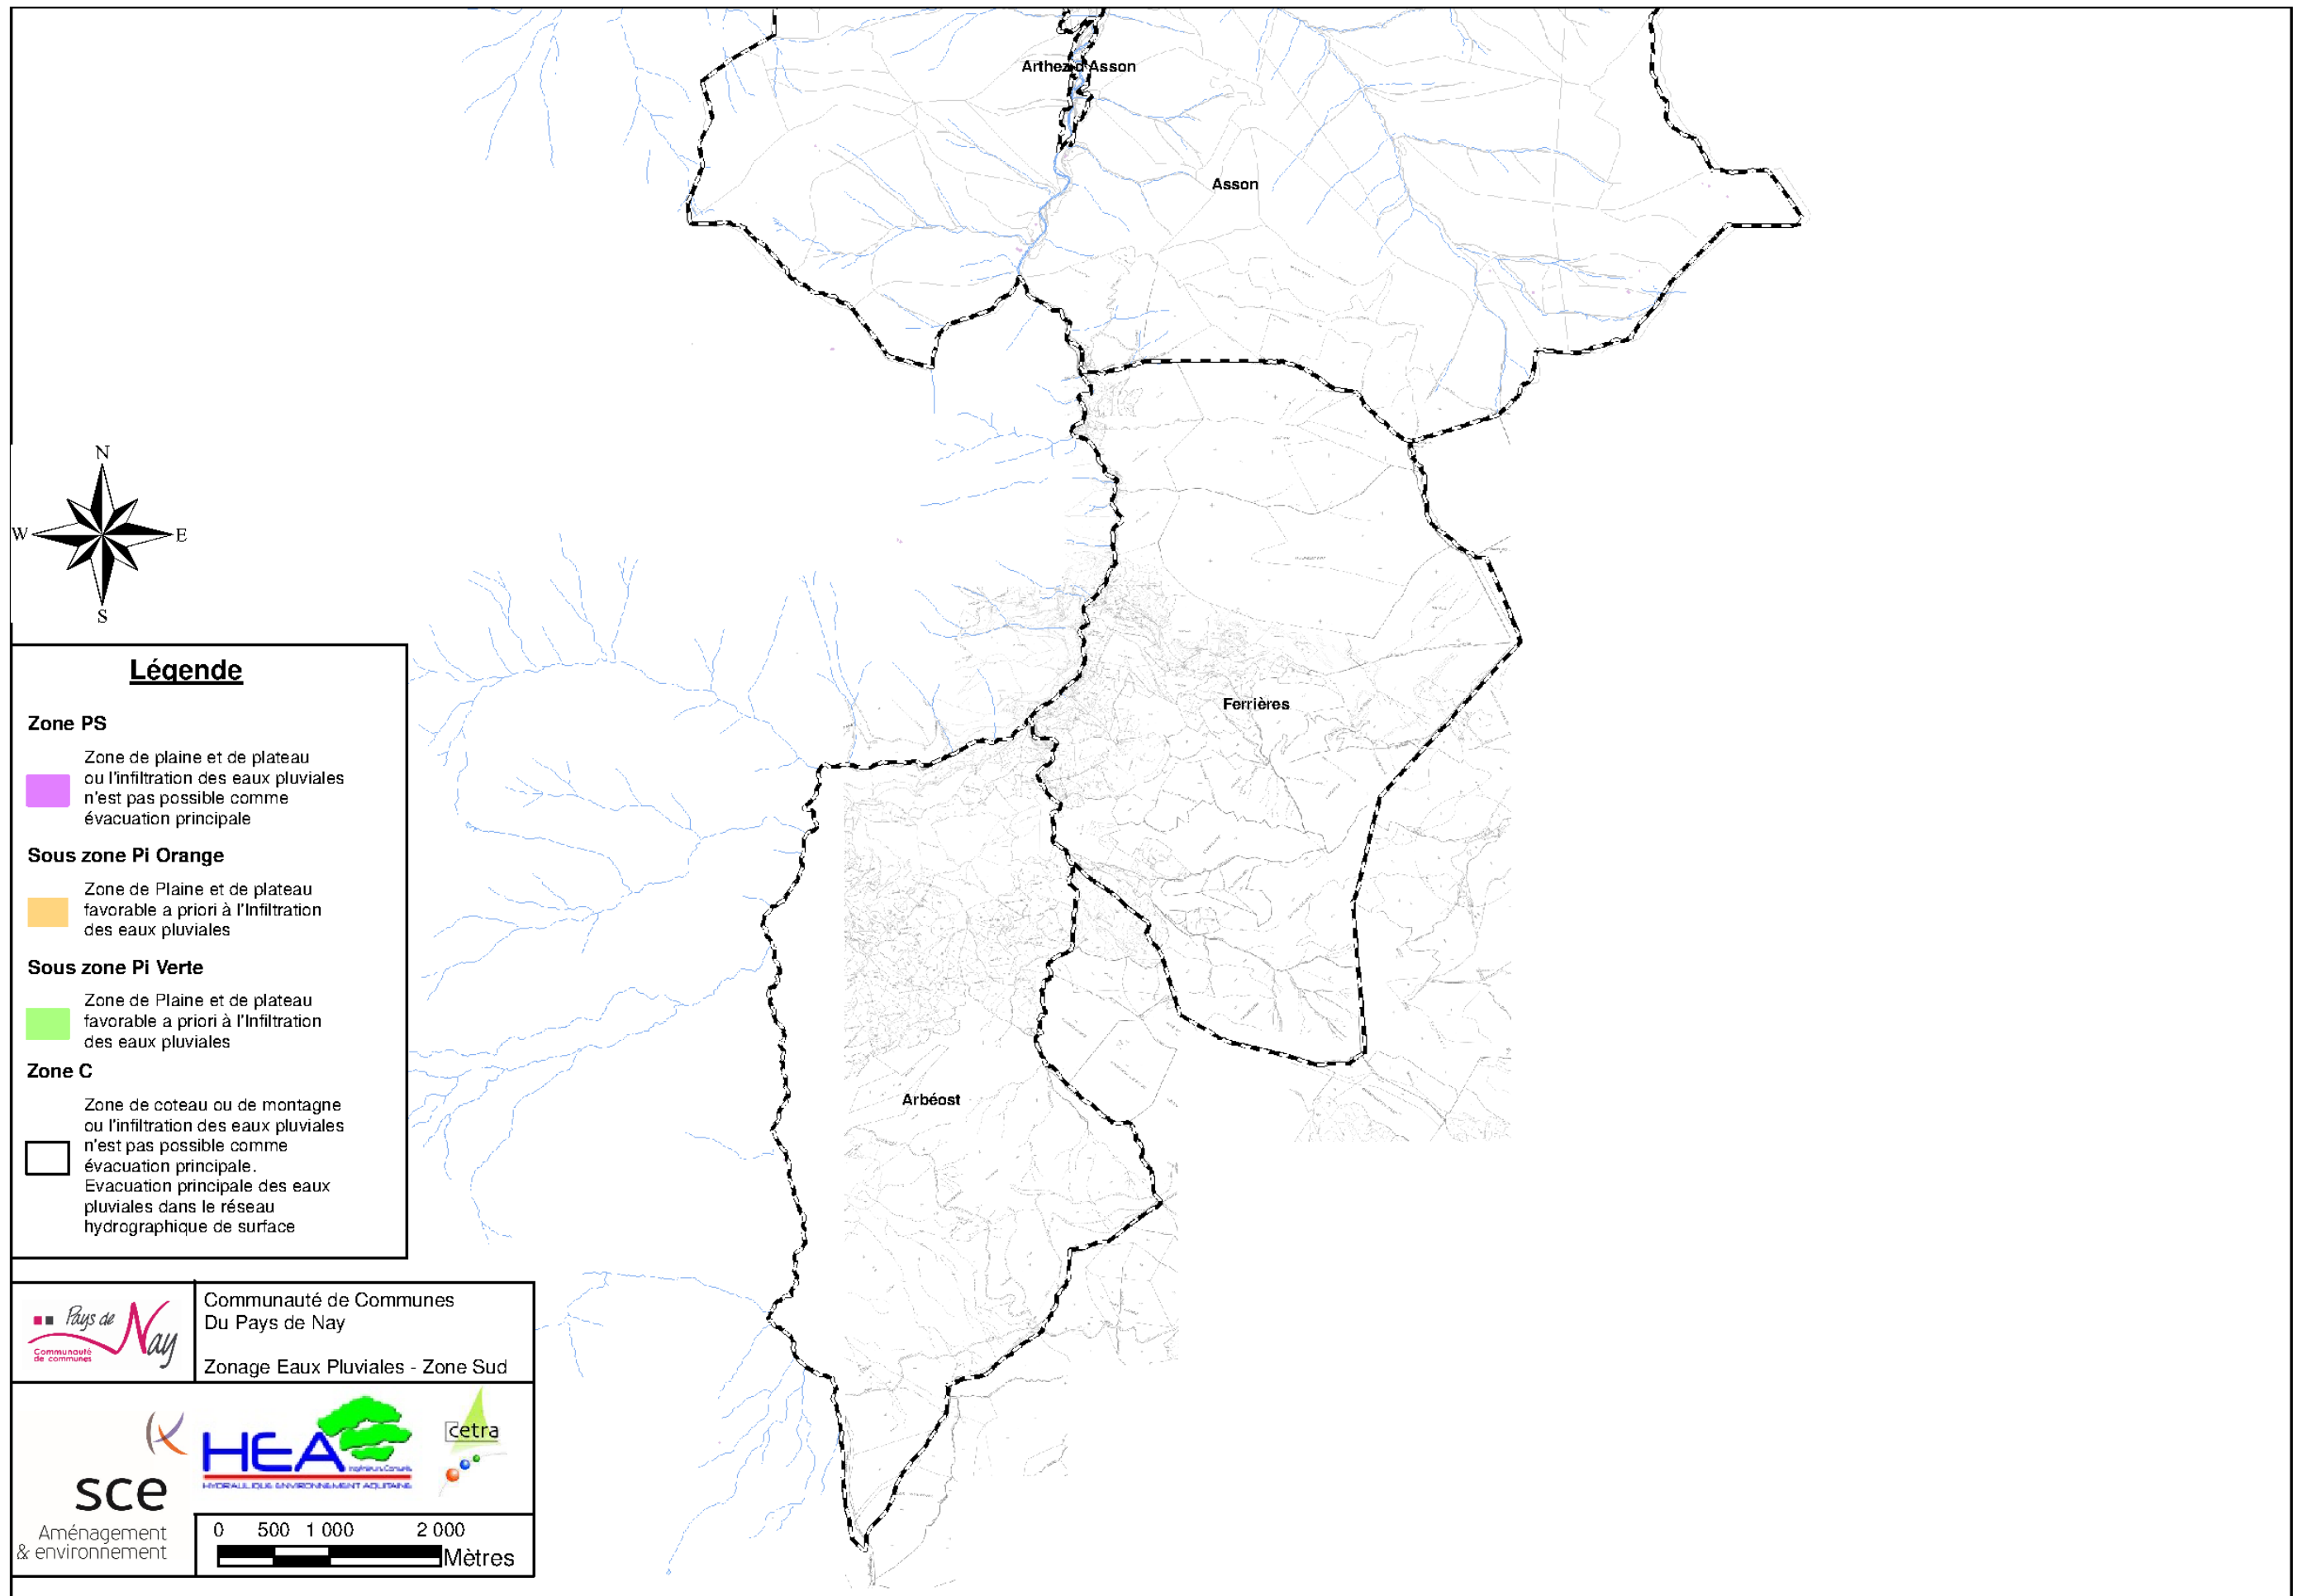 Arthez d'Asson
Asson
Ferrières
Arbéost
N
W
E
S
Légende
Zone PS
Zone de plaine et de plateau
ou l'infiltration des eaux pluviales
n'est pas possible comme
évacuation principale
Sous zone Pi Orange
Zone de Plaine et de plateau
favorable a priori à l'Infiltration
des eaux pluviales
Sous zone Pi Verte
Zone de Plaine et de plateau
favorable a priori à l'Infiltration
des eaux pluviales
Zone C
Zone de coteau ou de montagne
ou l'infiltration des eaux pluviales
n'est pas possible comme
évacuation principale.
Evacuation principale des eaux
pluviales dans le réseau
hydrographique de surface
Pays de
Nay
Communauté
de communes
Communauté de Communes
Du Pays de Nay
Zonage Eaux Pluviales - Zone Sud
sce
Aménagement
& environnement
HEA
Ingénieurs Conseils
HYDRAULIQUE ENVIRONNEMENT AQUITAINE
cetra
0 500 1 000 2 000
Mètres